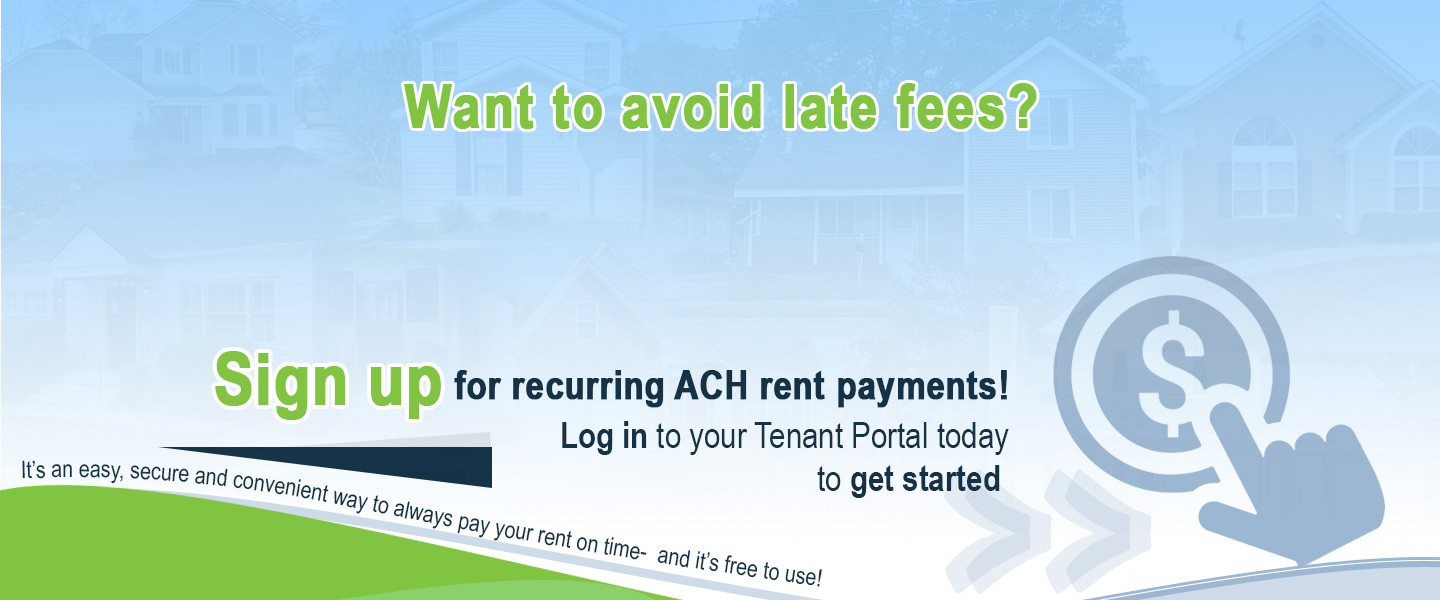 Want to avoid late fees?
Sign up for recurring ACH rent payments!
Log in to your Tenant Portal today
to get started
It's an easy, secure and convenient way to always pay your rent on time- and it's free to use!
$